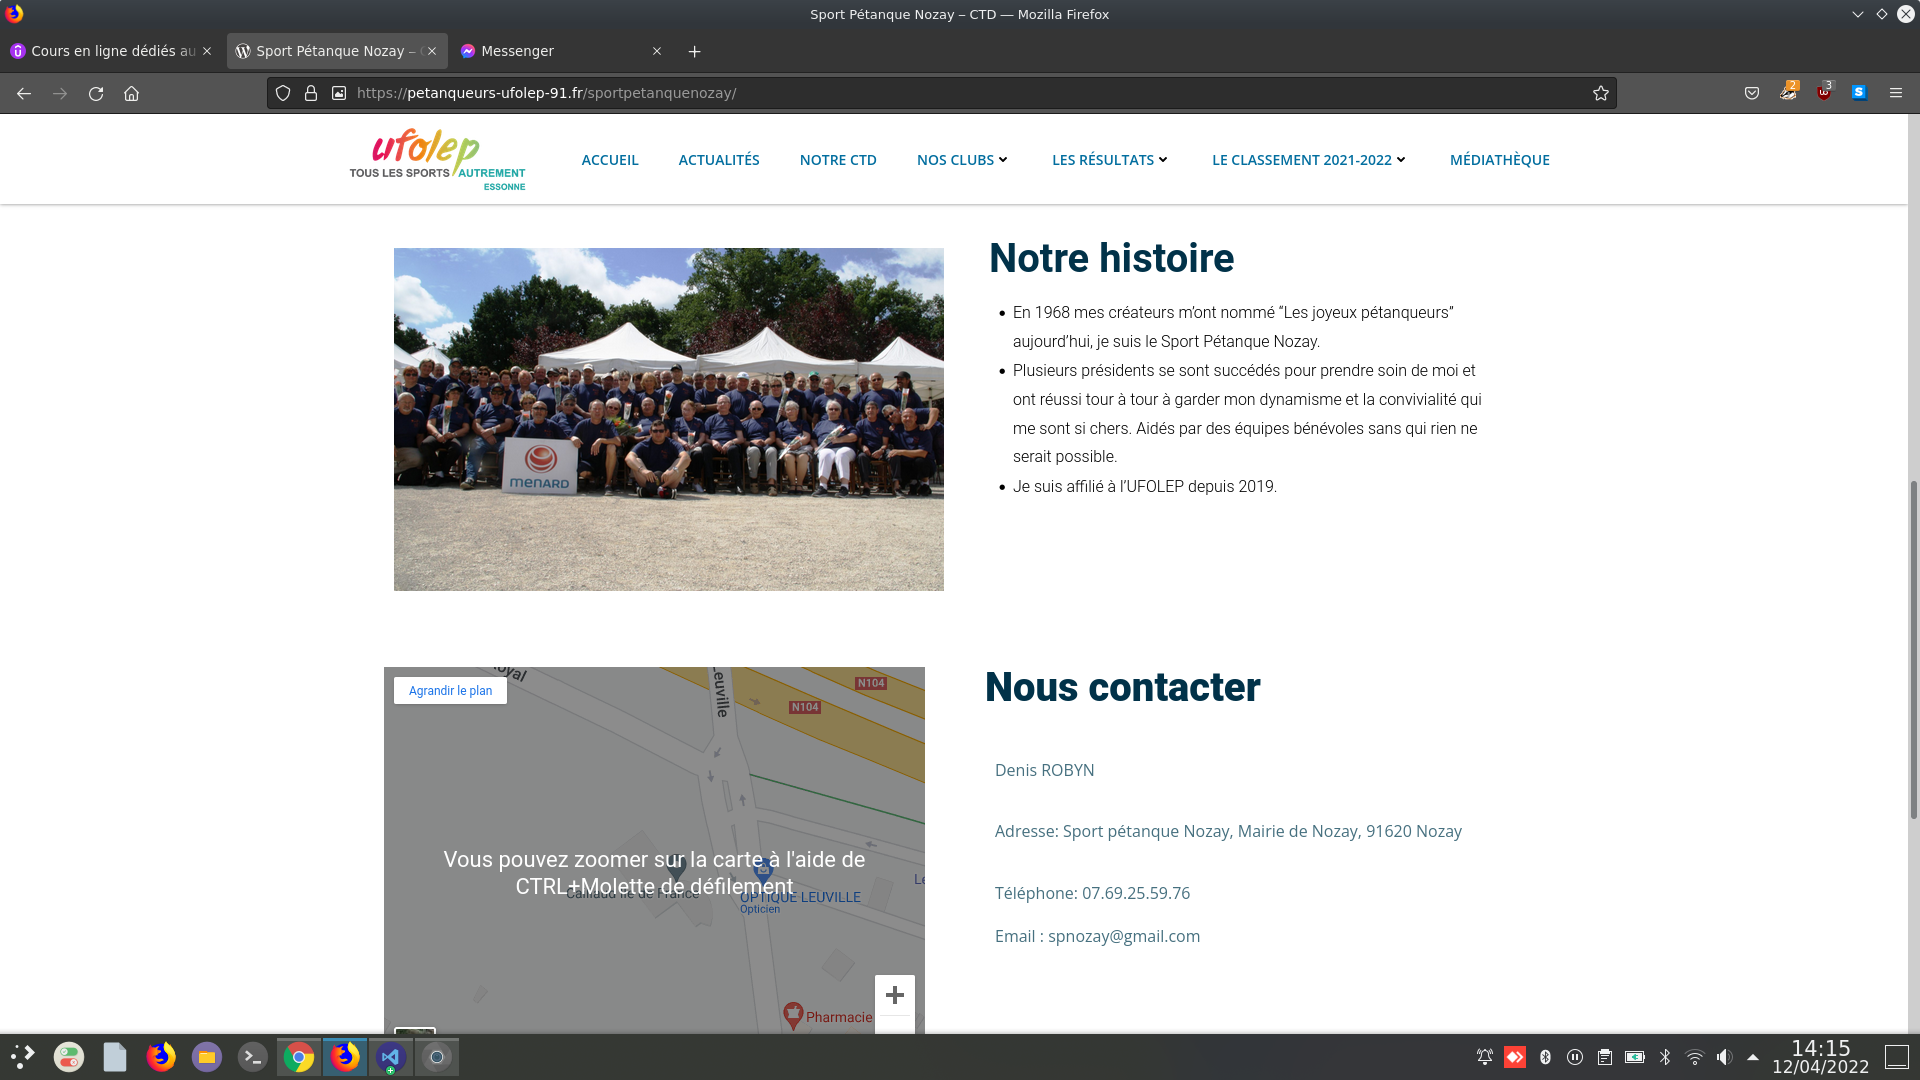 Sport Pétanque Nozay – CTD — Mozilla Firefox
Cours en ligne dédiés au
Sport Pétanque Nozay –
Messenger
https://petanqueurs-ufolep-91.fr/sportpetanquenozay/
2
3
S
ufolep
TOUS LES SPORTS AUTREMENT
ESSONNE
ACCUEIL
ACTUALITÉS
NOTRE CTD
NOS CLUBS
LES RÉSULTATS
LE CLASSEMENT 2021-2022
MÉDIATHÈQUE
Notre histoire
• En 1968 mes créateurs m’ont nommé “Les joyeux pétanqueurs”
aujourd’hui, je suis le Sport Pétanque Nozay.
• Plusieurs présidents se sont succédés pour prendre soin de moi et
ont réussi tour à tour à garder mon dynamisme et la convivialité qui
me sont si chers. Aidés par des équipes bénévoles sans qui rien ne
serait possible.
• Je suis affilié à l’UFOLEP depuis 2019.
menard
Agrandir le plan
oyal
Leuville
N104
N104
Vous pouvez zoomer sur la carte à l'aide de
CTRL+Molette de défilement
Caillaud Ile de France
OPTIQUE LEUVILLE
Opticien
Le
Pharmacie
Nous contacter
Denis ROBYN
Adresse: Sport pétanque Nozay, Mairie de Nozay, 91620 Nozay
Téléphone: 07.69.25.59.76
Email : spnozay@gmail.com
14:15
12/04/2022